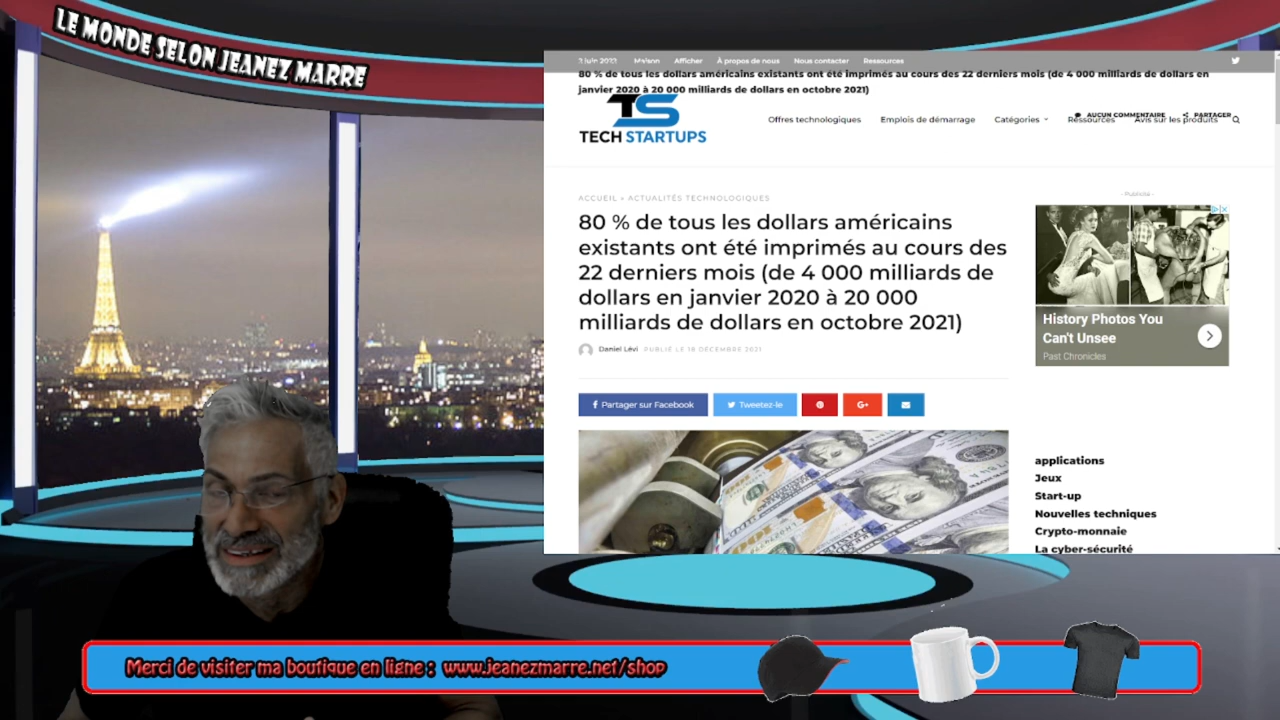 LE MONDE SELON JEANEZ MARRE
2 juin 2022 Maison Afficher À propos de nous Nous contacter Ressources
80 % de tous les dollars américains existants ont été imprimés au cours des 22 derniers mois (de 4 000 milliards de dollars en
janvier 2020 à 20 000 milliards de dollars en octobre 2021)
TS
TECH STARTUPS
Offres technologiques Emplois de démarrage Catégories Ressources Avis sur les produits
AUCUN COMMENTAIRE PARTAGER
ACCUEIL » ACTUALITÉS TECHNOLOGIQUES
80 % de tous les dollars américains
existants ont été imprimés au cours des
22 derniers mois (de 4 000 milliards de
dollars en janvier 2020 à 20 000
milliards de dollars en octobre 2021)
Daniel Lévi PUBLIÉ LE 18 DÉCEMBRE 2021
Partager sur Facebook Tweetez-le G+
- Publicité -
History Photos You
Can't Unsee
Past Chronicles
applications
Jeux
Start-up
Nouvelles techniques
Crypto-monnaie
La cyber-sécurité
Merci de visiter ma boutique en ligne : www.jeanezmarre.net/shop